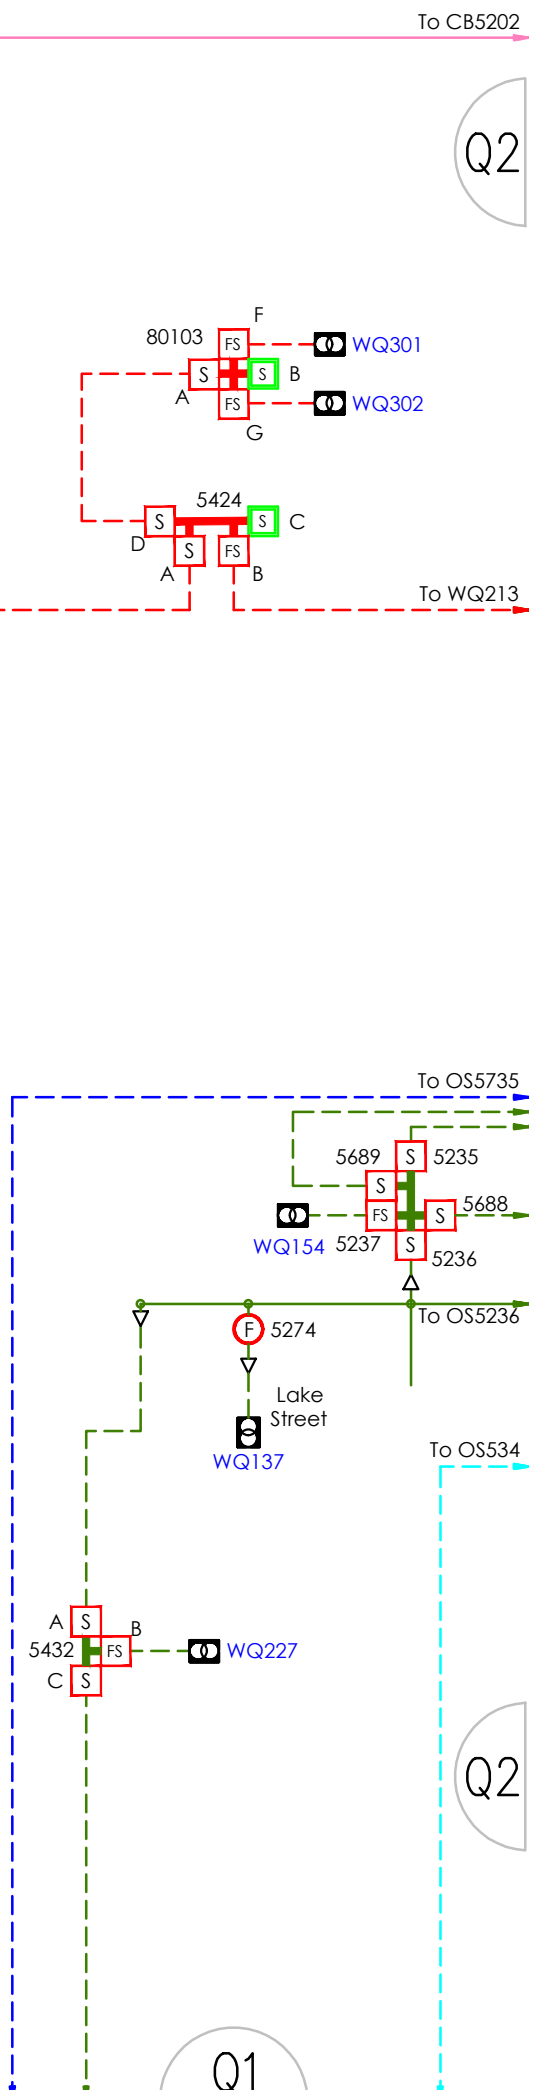 To CB5202
Q2
F
80103
FS
WQ301
S
S
B
A
FS
WQ302
G
5424
S
S
C
D
S
FS
A
B
To WQ213
To OS5735
5689
S
5235
S
5688
FS
S
WQ154
5237
S
5236
To OS5236
F
5274
Lake
Street
WQ137
To OS534
A
S
B
5432
FS
WQ227
C
S
Q2
Q1